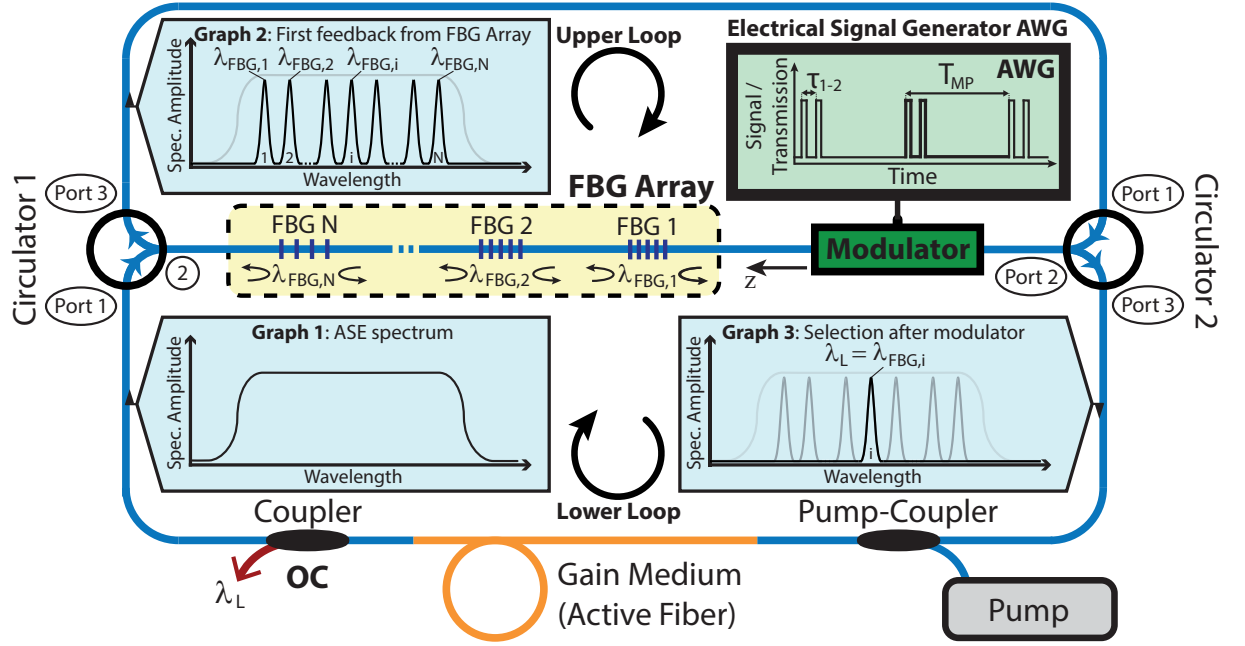 Graph 2: First feedback from FBG Array
λFBG,1
λFBG,2
λFBG,i
λFBG,N
Spec. Amplitude
1
2
i
N
Wavelength
Upper Loop
Electrical Signal Generator AWG
AWG
τ1-2
TMP
Signal /
Transmission
Time
Circulator 1
Port 3
2
Port 1
FBG Array
FBG N
FBG 2
FBG 1
λFBG,N
λFBG,2
λFBG,1
z
Modulator
Port 1
Port 2
Port 3
Circulator 2
Graph 1: ASE spectrum
Spec. Amplitude
Wavelength
Lower Loop
Graph 3: Selection after modulator
λL = λFBG,i
Spec. Amplitude
i
Wavelength
Coupler
OC
λL
Gain Medium
(Active Fiber)
Pump-Coupler
Pump